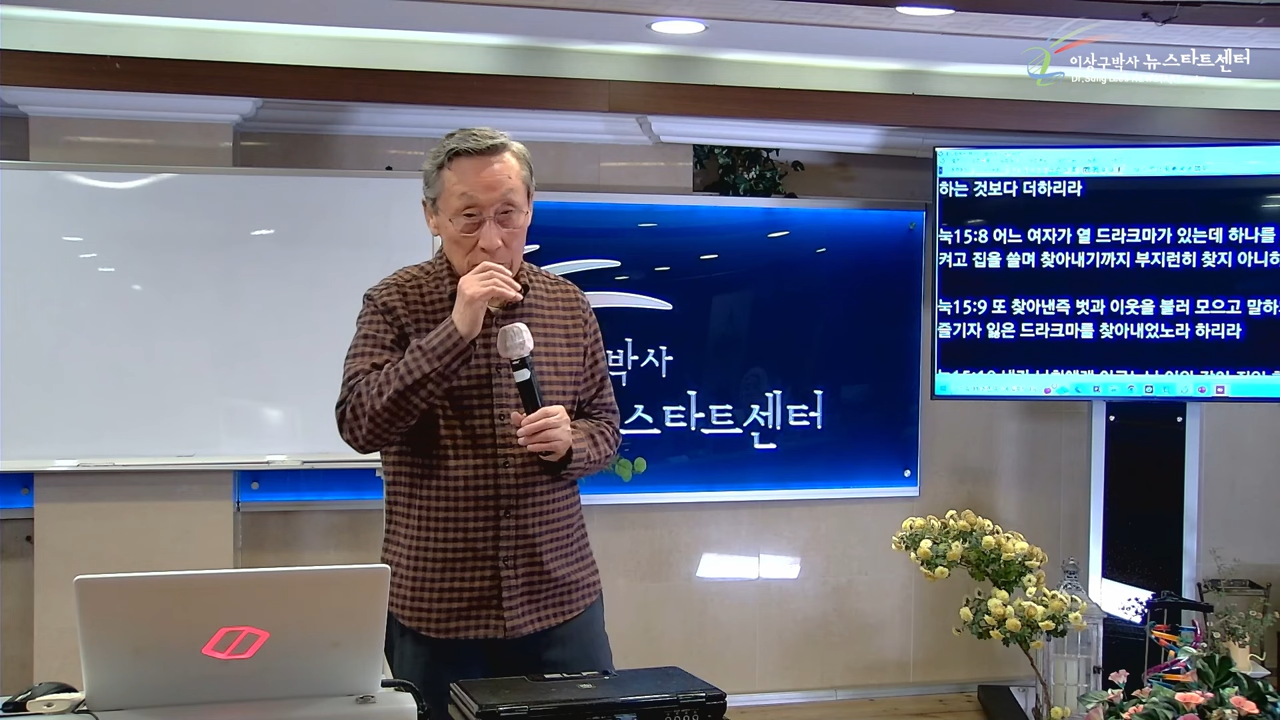 이상구박사 뉴스타트센터
하는 것보다 더하리라
눅15:8 어느 여자가 열 드라크마가 있는데 하나를
켜고 집을 쓸며 찾아내기까지 부지런히 찾지 아니하
눅15:9 또 찾아낸즉 벗과 이웃을 불러 모으고 말하
즐기자 잃은 드라크마를 찾아내었노라 하리라
박사
스타트센터